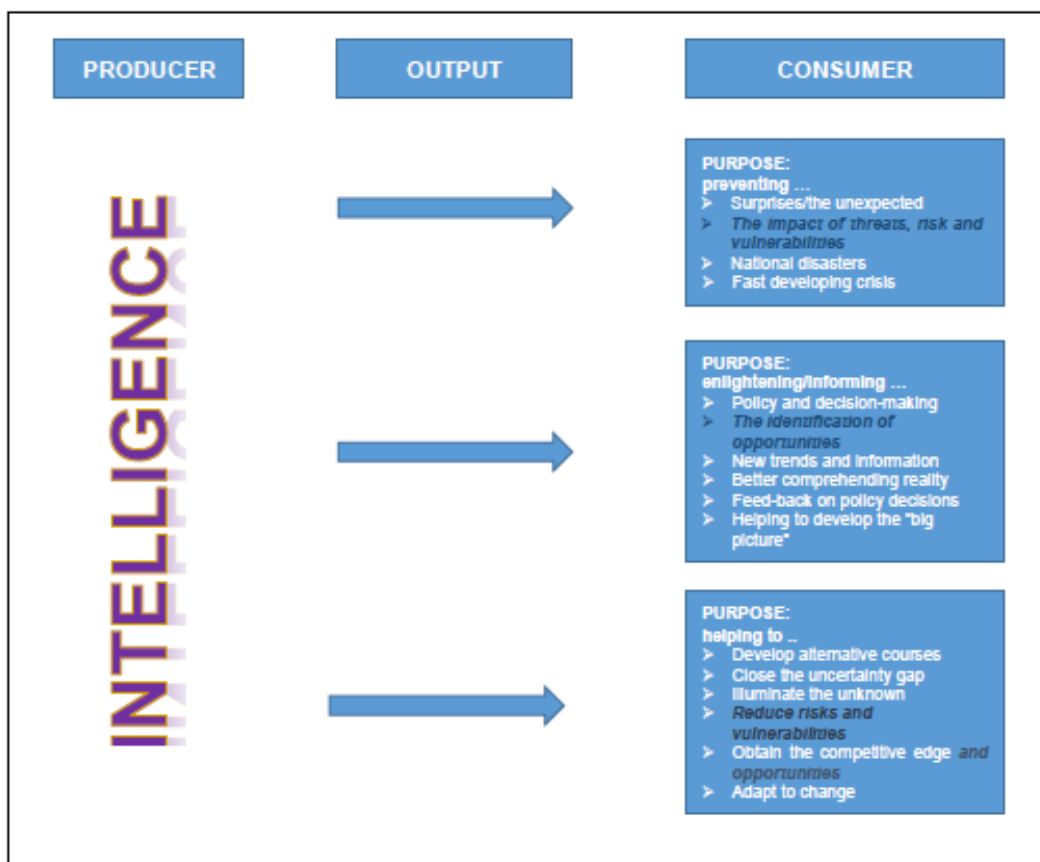 PRODUCER
OUTPUT
CONSUMER
INTELLIGENCE
PURPOSE:
preventing ...
➢ Surprises/the unexpected
➢ The impact of threats, risk and
vulnerabilities
➢ National disasters
➢ Fast developing crisis
PURPOSE:
enlightening/informing ...
➢ Policy and decision-making
➢ The identification of
opportunities
➢ New trends and information
➢ Better comprehending reality
➢ Feed-back on policy decisions
➢ Helping to develop the "big
picture"
PURPOSE:
helping to ..
➢ Develop alternative courses
➢ Close the uncertainty gap
➢ Illuminate the unknown
➢ Reduce risks and
vulnerabilities
➢ Obtain the competitive edge and
opportunities
➢ Adapt to change